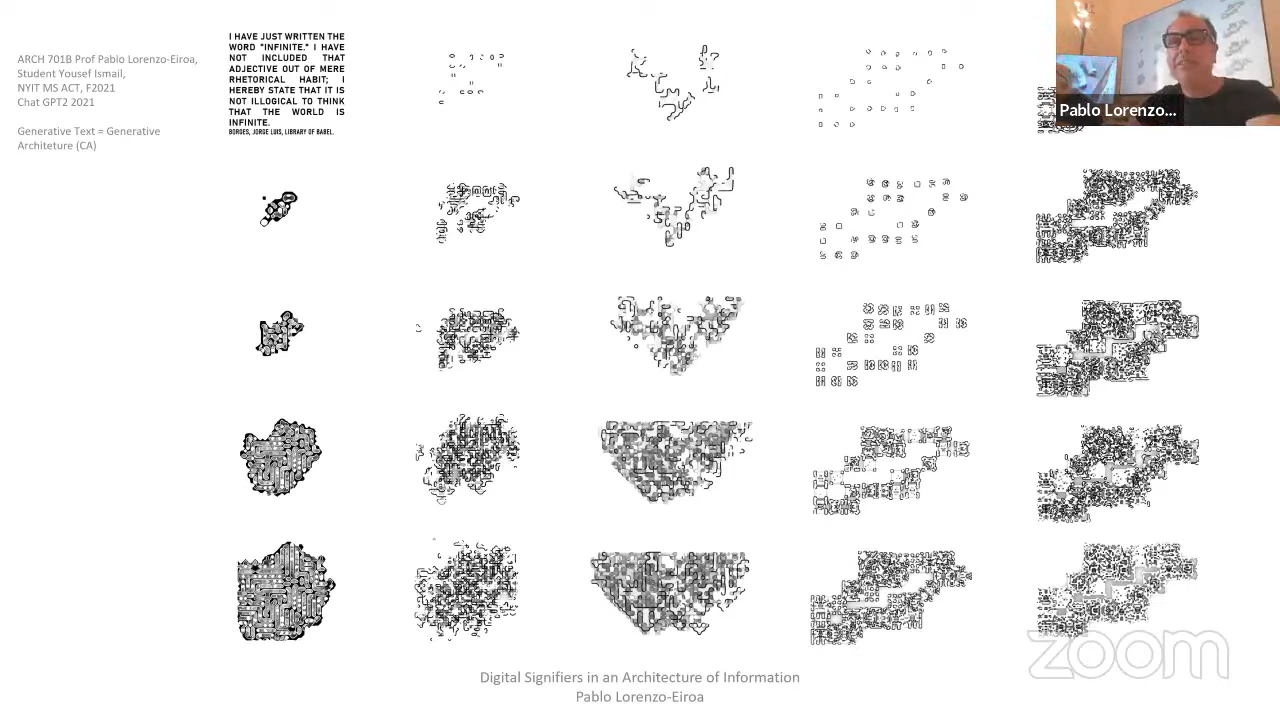 ARCH 701B Prof Pablo Lorenzo-Eiroa,
Student Yousef Ismail,
NYIT MS ACT, F2021
Chat GPT2 2021
Generative Text = Generative
Architeture (CA)
I HAVE JUST WRITTEN THE
WORD "INFINITE." I HAVE
NOT INCLUDED THAT
ADJECTIVE OUT OF MERE
RHETORICAL HABIT; I
HEREBY STATE THAT IT IS
NOT ILLOGICAL TO THINK
THAT THE WORLD IS
INFINITE.
BORGES, JORGE LUIS, LIBRARY OF BABEL.
Pablo Lorenzo...
Digital Signifiers in an Architecture of Information
Pablo Lorenzo-Eiroa
zoom